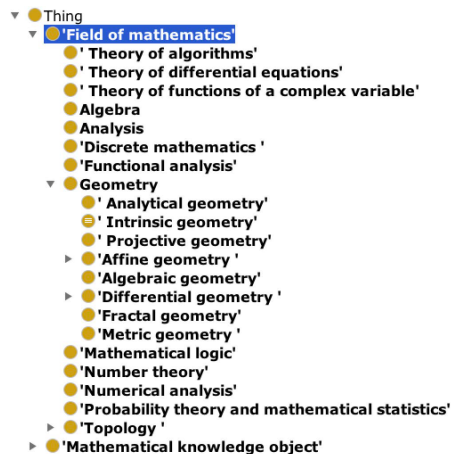 Thing
'Field of mathematics'
' Theory of algorithms'
' Theory of differential equations'
' Theory of functions of a complex variable'
Algebra
Analysis
'Discrete mathematics '
'Functional analysis'
Geometry
' Analytical geometry'
' Intrinsic geometry'
' Projective geometry'
'Affine geometry '
'Algebraic geometry'
'Differential geometry '
'Fractal geometry'
'Metric geometry '
'Mathematical logic'
'Number theory'
'Numerical analysis'
'Probability theory and mathematical statistics'
'Topology '
'Mathematical knowledge object'